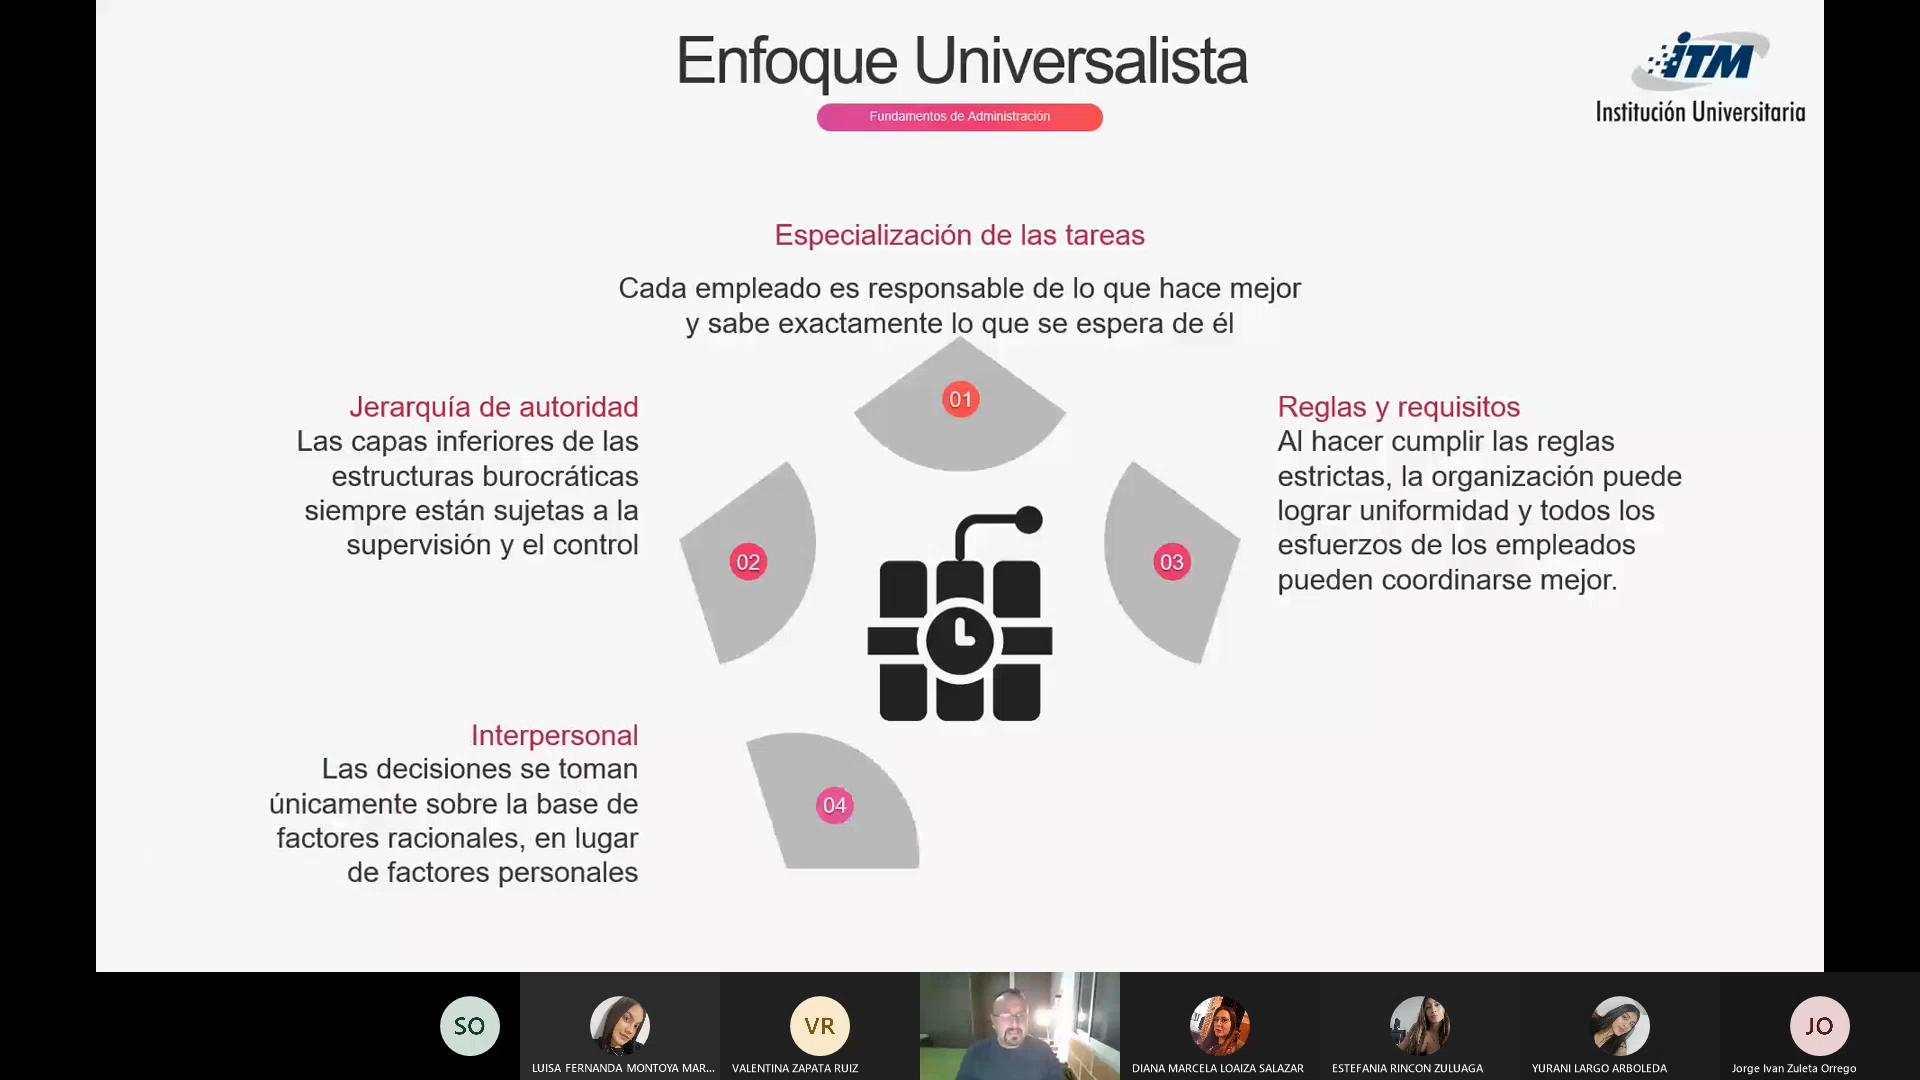 Enfoque Universalista
Fundamentos de Administración
iTM
Institución Universitaria
Especialización de las tareas
Cada empleado es responsable de lo que hace mejor
y sabe exactamente lo que se espera de él
01
Jerarquía de autoridad
Las capas inferiores de las
estructuras burocráticas
siempre están sujetas a la
supervisión y el control
02
03
Reglas y requisitos
Al hacer cumplir las reglas
estrictas, la organización puede
lograr uniformidad y todos los
esfuerzos de los empleados
pueden coordinarse mejor.
Interpersonal
Las decisiones se toman
únicamente sobre la base de
factores racionales, en lugar
de factores personales
04
SO
LUISA FERNANDA MONTOYA MAR...
VR
VALENTINA ZAPATA RUIZ
DIANA MARCELA LOAIZA SALAZAR
ESTEFANIA RINCON ZULUAGA
YURANI LARGO ARBOLEDA
JO
Jorge Ivan Zuleta Orrego